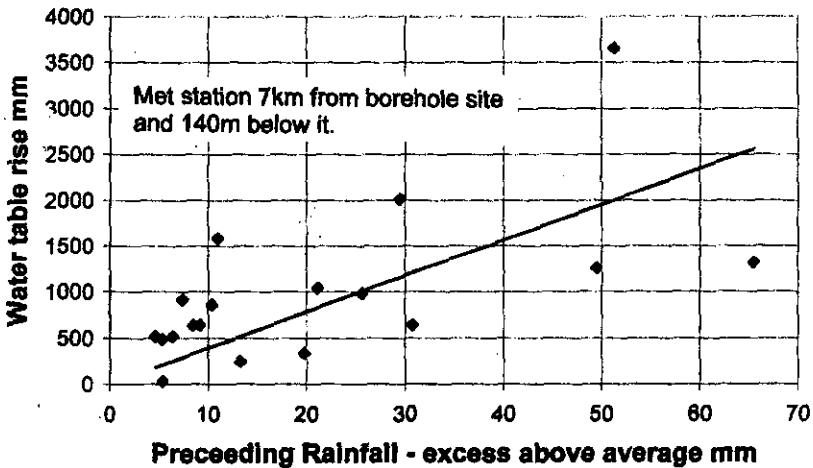 4000
3500
3000
2500
2000
1500
1000
500
0
Water table rise mm
Met station 7km from borehole site
and 140m below it.
0 10 20 30 40 50 60 70
Preceeding Rainfall - excess above average mm